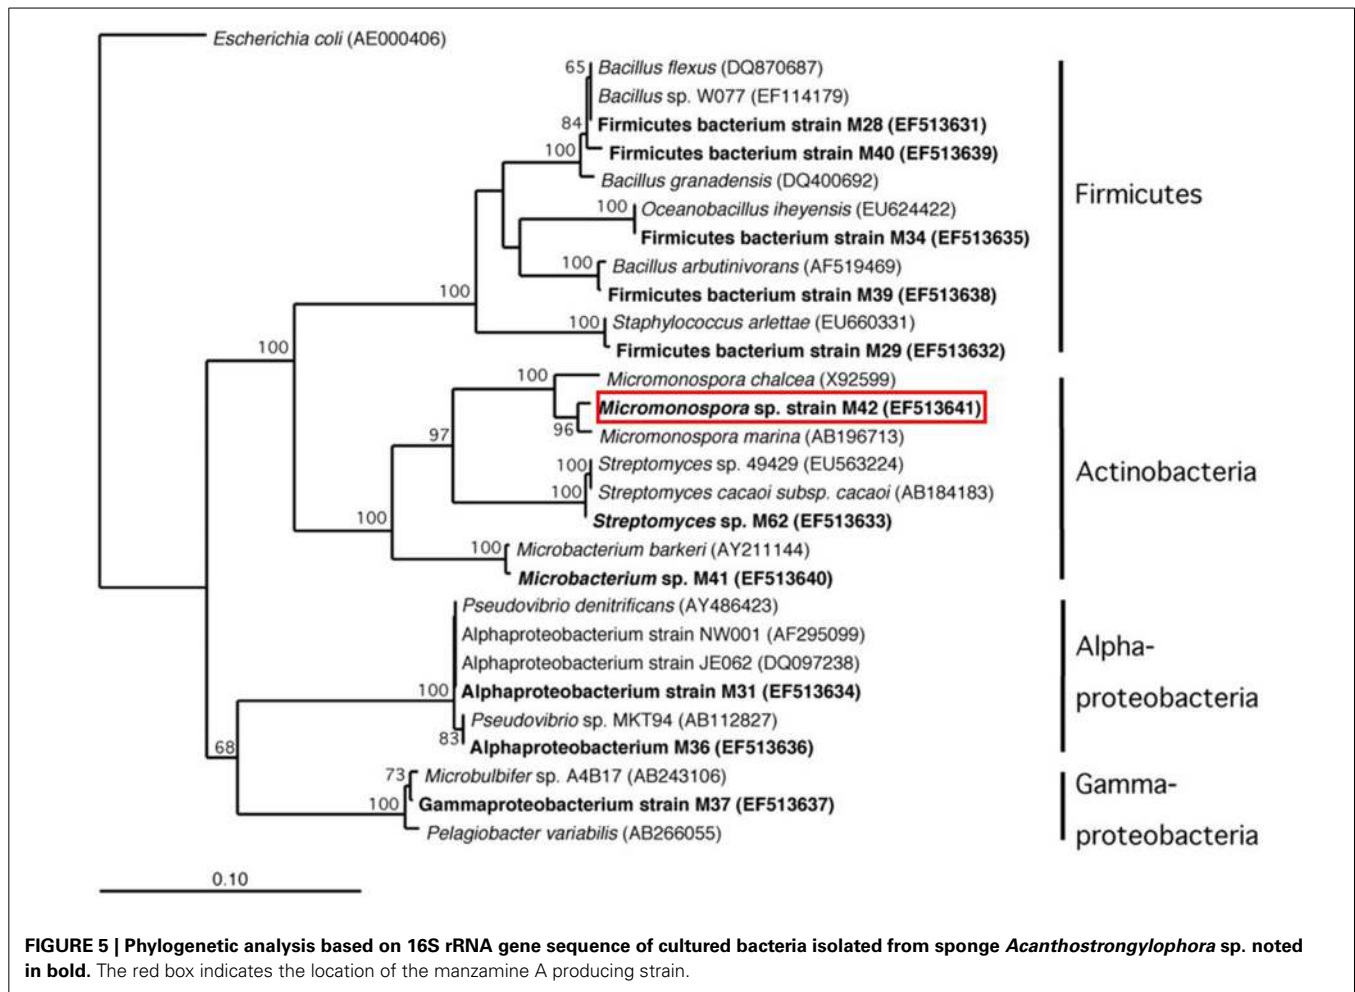 Escherichia coli (AE000406)
65
Bacillus flexus (DQ870687)
Bacillus sp. W077 (EF114179)
84
Firmicutes bacterium strain M28 (EF513631)
100
Firmicutes bacterium strain M40 (EF513639)
Bacillus granadensis (DQ400692)
Firmicutes
100
Oceanobacillus iheyensis (EU624422)
Firmicutes bacterium strain M34 (EF513635)
100
Bacillus arbutinivorans (AF519469)
100
Firmicutes bacterium strain M39 (EF513638)
100
Staphylococcus arlettae (EU660331)
100
Firmicutes bacterium strain M29 (EF513632)
100
Micromonospora chalcea (X92599)
Micromonospora sp. strain M42 (EF513641)
97
96
Micromonospora marina (AB196713)
100
Streptomyces sp. 49429 (EU563224)
Actinobacteria
100
Streptomyces cacaoi subsp. cacaoi (AB184183)
100
Streptomyces sp. M62 (EF513633)
100
Microbacterium barkeri (AY211144)
Microbacterium sp. M41 (EF513640)
Pseudovibrio denitrificans (AY486423)
Alphaproteobacterium strain NW001 (AF295099)
Alpha-
Alphaproteobacterium strain JE062 (DQ097238)
100
Alphaproteobacterium strain M31 (EF513634)
proteobacteria
Pseudovibrio sp. MKT94 (AB112827)
83
68
Alphaproteobacterium M36 (EF513636)
73
Microbulbifer sp. A4B17 (AB243106)
Gamma-
100
Gammaproteobacterium strain M37 (EF513637)
Pelagiobacter variabilis (AB266055)
proteobacteria
0.10
FIGURE 5 | Phylogenetic analysis based on 16S rRNA gene sequence of cultured bacteria isolated from sponge Acanthostrongylophora sp. noted
in bold. The red box indicates the location of the manzamine A producing strain.